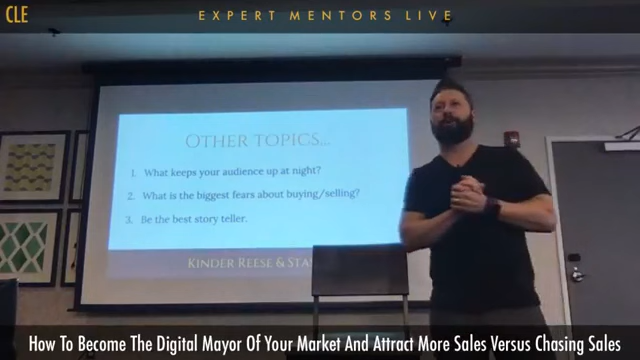 CLE
EXPERT MENTORS LIVE
OTHER TOPICS...
1. What keeps your audience up at night?
2. What is the biggest fears about buying/selling?
3. Be the best story teller.
KINDER REESE &
How To Become The Digital Mayor Of Your Market And Attract More Sales Versus Chasing Sales